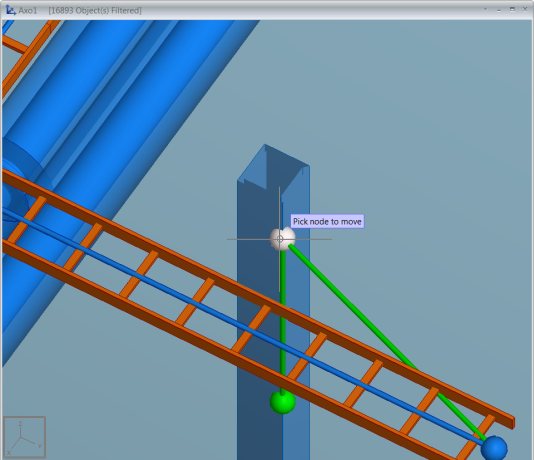 Axo1 [16893 Object(s) Filtered]
Pick node to move
Z